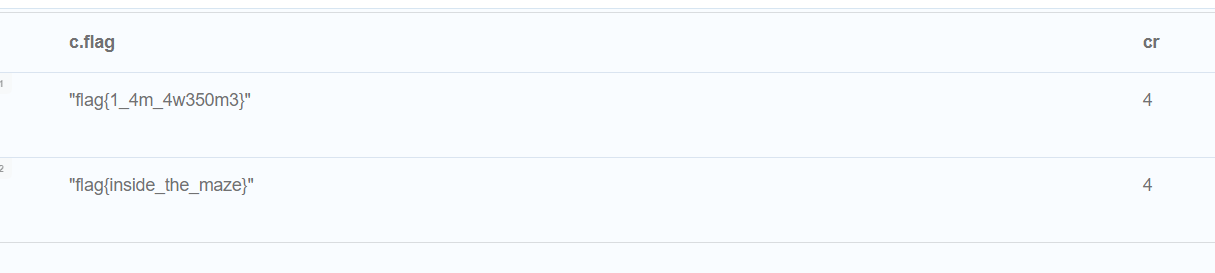 c.flag cr
1
"flag{1_4m_4w350m3}" 4
2
"flag{inside_the_maze}" 4